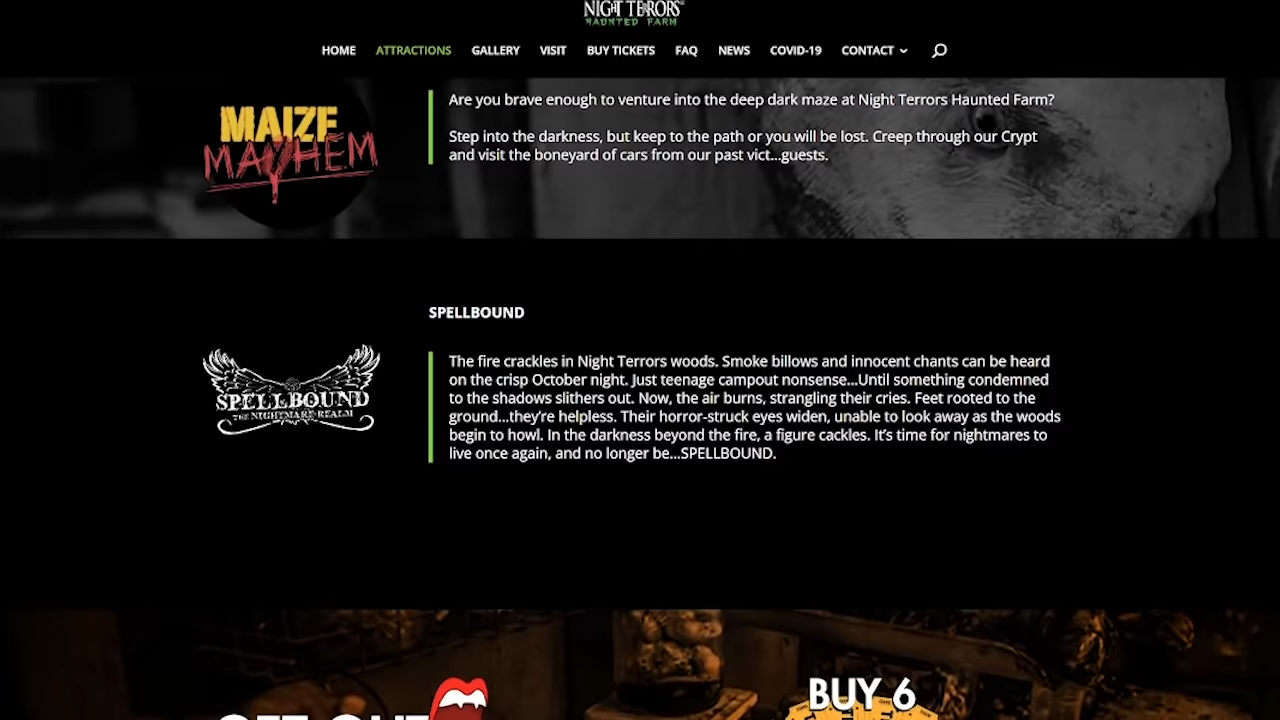 NIGHT TERRORS
HAUNTED FARM
HOME ATTRACTIONS GALLERY VISIT BUY TICKETS FAQ NEWS COVID-19 CONTACT
MAIZE
MAYHEM
Are you brave enough to venture into the deep dark maze at Night Terrors Haunted Farm?
Step into the darkness, but keep to the path or you will be lost. Creep through our Crypt
and visit the boneyard of cars from our past vict...guests.
SPELLBOUND
SPELLBOUND
THE NIGHTMARE REALM
The fire crackles in Night Terrors woods. Smoke billows and innocent chants can be heard
on the crisp October night. Just teenage campout nonsense...Until something condemned
to the shadows slithers out. Now, the air burns, strangling their cries. Feet rooted to the
ground...they're helpless. Their horror-struck eyes widen, unable to look away as the woods
begin to howl. In the darkness beyond the fire, a figure cackles. It's time for nightmares to
live once again, and no longer be...SPELLBOUND.
BUY 6